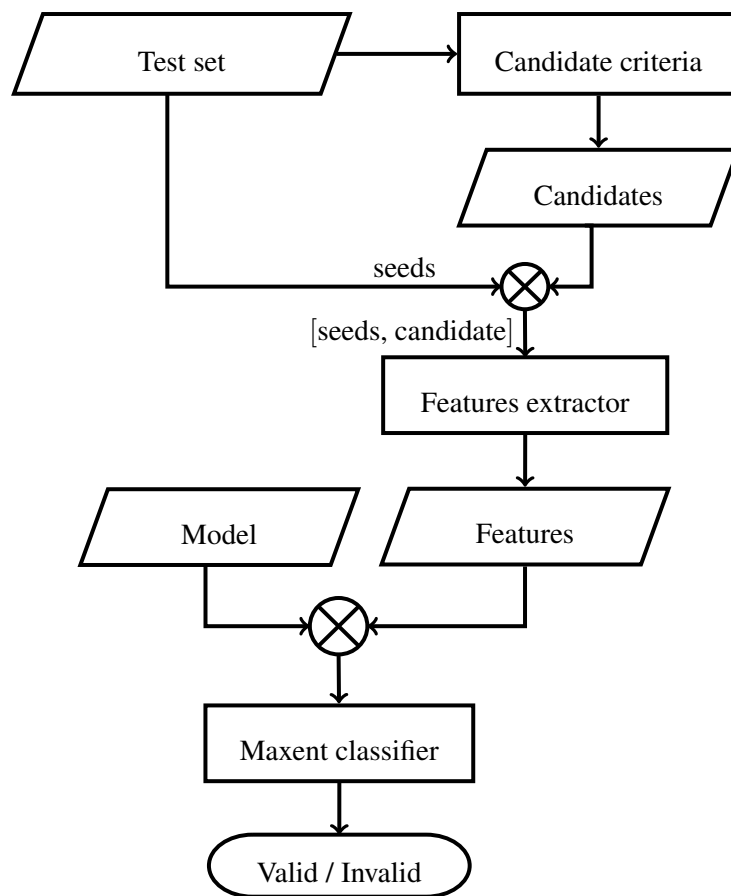 Test set
Candidate criteria
Candidates
seeds
[seeds, candidate]
Features extractor
Model
Features
Maxent classifier
Valid / Invalid